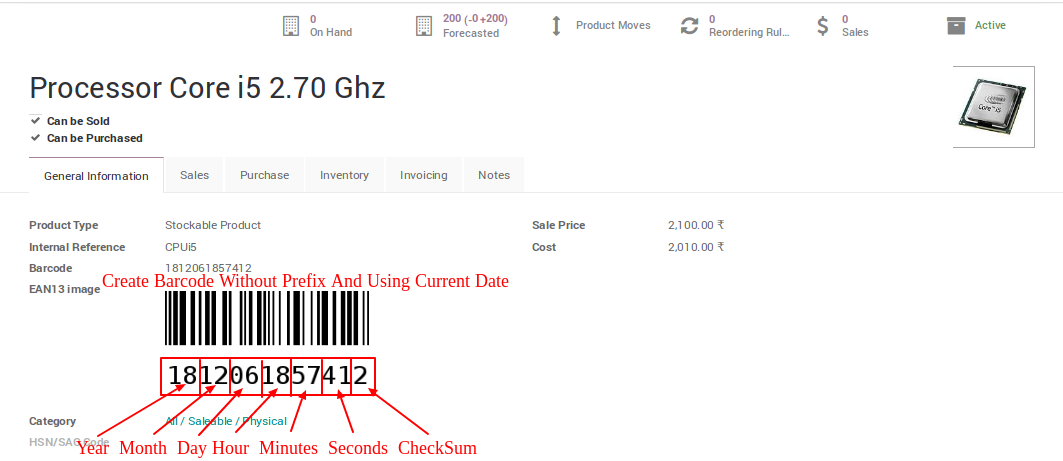 0
On Hand
200 (-0 +200)
Forecasted
Product Moves
0
Reordering Rul...
0
Sales
Active
Processor Core i5 2.70 Ghz
Core™ i5
Can be Sold
Can be Purchased
General Information Sales Purchase Inventory Invoicing Notes
Product Type Stockable Product Sale Price 2,100.00 ₹
Internal Reference CPUi5 Cost 2,010.00 ₹
Barcode 1812061857412
Create Barcode Without Prefix And Using Current Date
EAN13 image
1812061857412
Category All / Saleable / Physical
HSN/SAC Code
Year Month Day Hour Minutes Seconds CheckSum